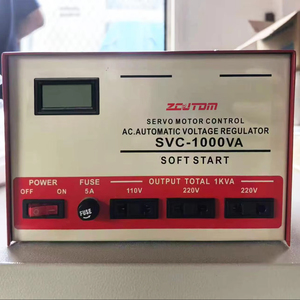 ZCJTOM
SERVO MOTOR CONTROL
AC.AUTOMATIC VOLTAGE REGULATOR
SVC-1000VA
SOFT START
POWER FUSE OUTPUT TOTAL 1KVA
OFF ON 5A 110V 220V 220V
FUSE